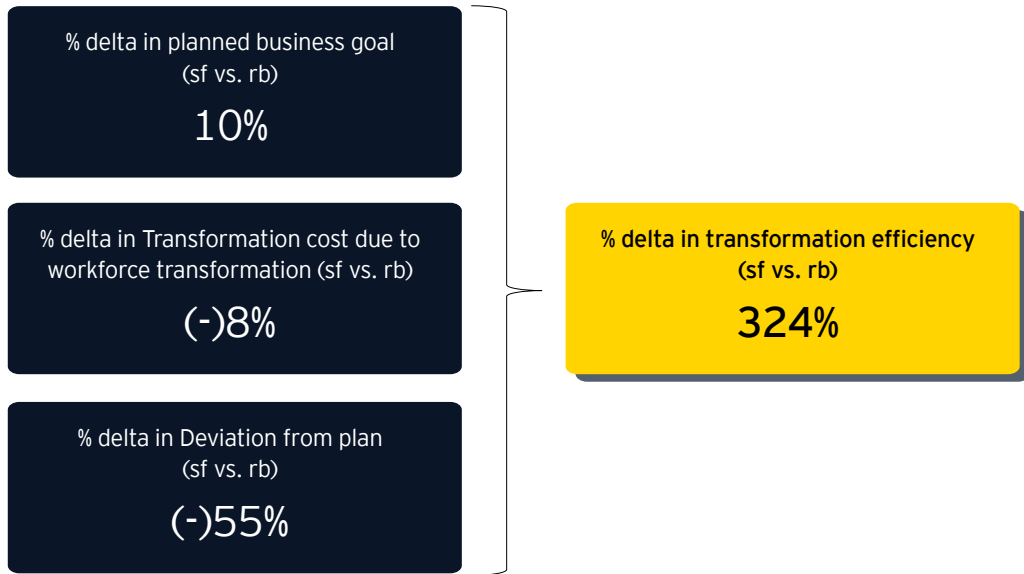 % delta in planned business goal
(sf vs. rb)
10%
% delta in Transformation cost due to
workforce transformation (sf vs. rb)
(-)8%
% delta in Deviation from plan
(sf vs. rb)
(-)55%
% delta in transformation efficiency
(sf vs. rb)
324%